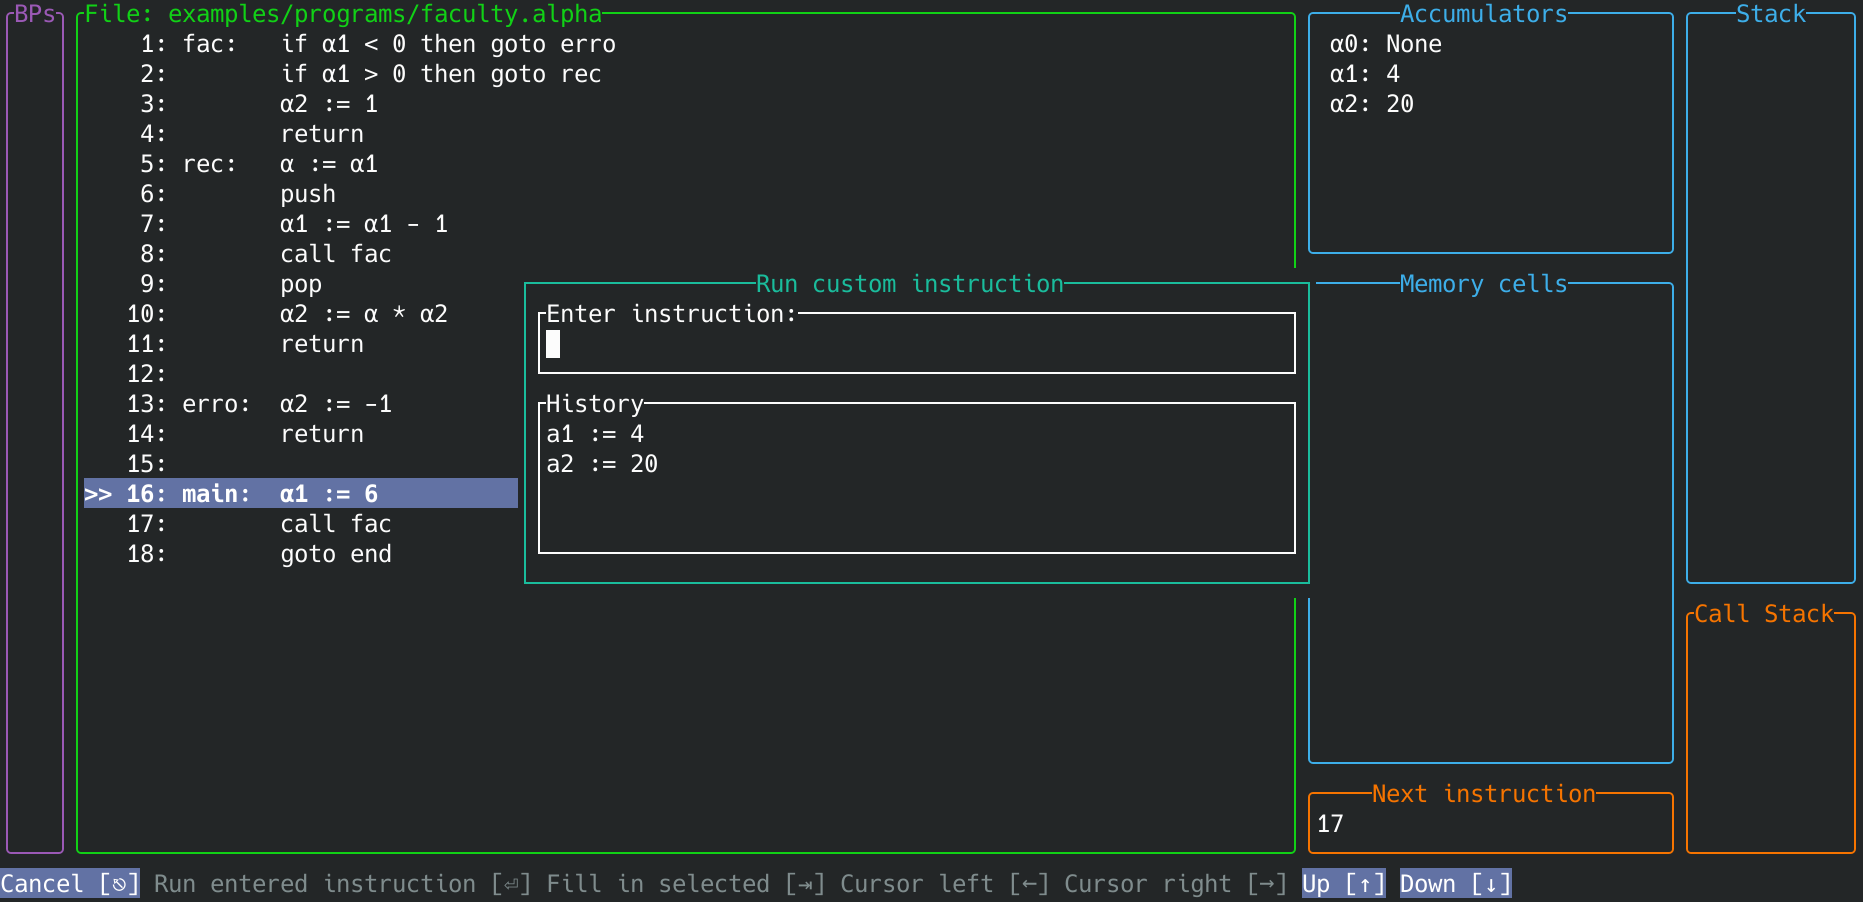 BPs
File: examples/programs/faculty.alpha
1: fac: if α1 < 0 then goto erro
2: if α1 > 0 then goto rec
3: α2 := 1
4: return
5: rec: α := α1
6: push
7: α1 := α1 - 1
8: call fac
9: pop
10: α2 := α * α2
11: return
12:
13: erro: α2 := -1
14: return
15:
>> 16: main: α1 := 6
17: call fac
18: goto end
Run custom instruction
Enter instruction:
History
a1 := 4
a2 := 20
Accumulators
α0: None
α1: 4
α2: 20
Memory cells
Next instruction
17
Stack
Call Stack
Cancel [⎋] Run entered instruction [⏎] Fill in selected [⇥] Cursor left [←] Cursor right [→] Up [↑] Down [↓]